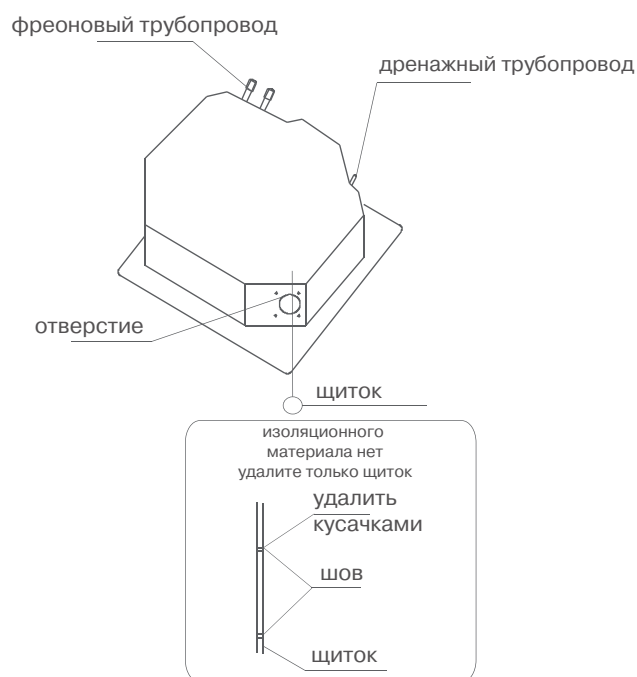 фреоновый трубопровод
дренажный трубопровод
отверстие
щиток
изоляционного
материала нет
удалите только щиток
удалить
кусачками
шов
щиток